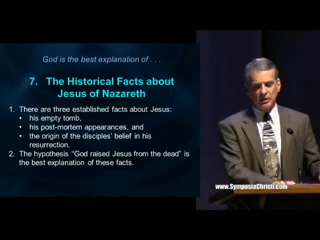 God is the best explanation of . . .
7. The Historical Facts about
Jesus of Nazareth
1. There are three established facts about Jesus:
• his empty tomb,
• his post-mortem appearances, and
• the origin of the disciples' belief in his
resurrection.
2. The hypothesis “God raised Jesus from the dead” is
the best explanation of these facts.
www.SymposiaChristi.com